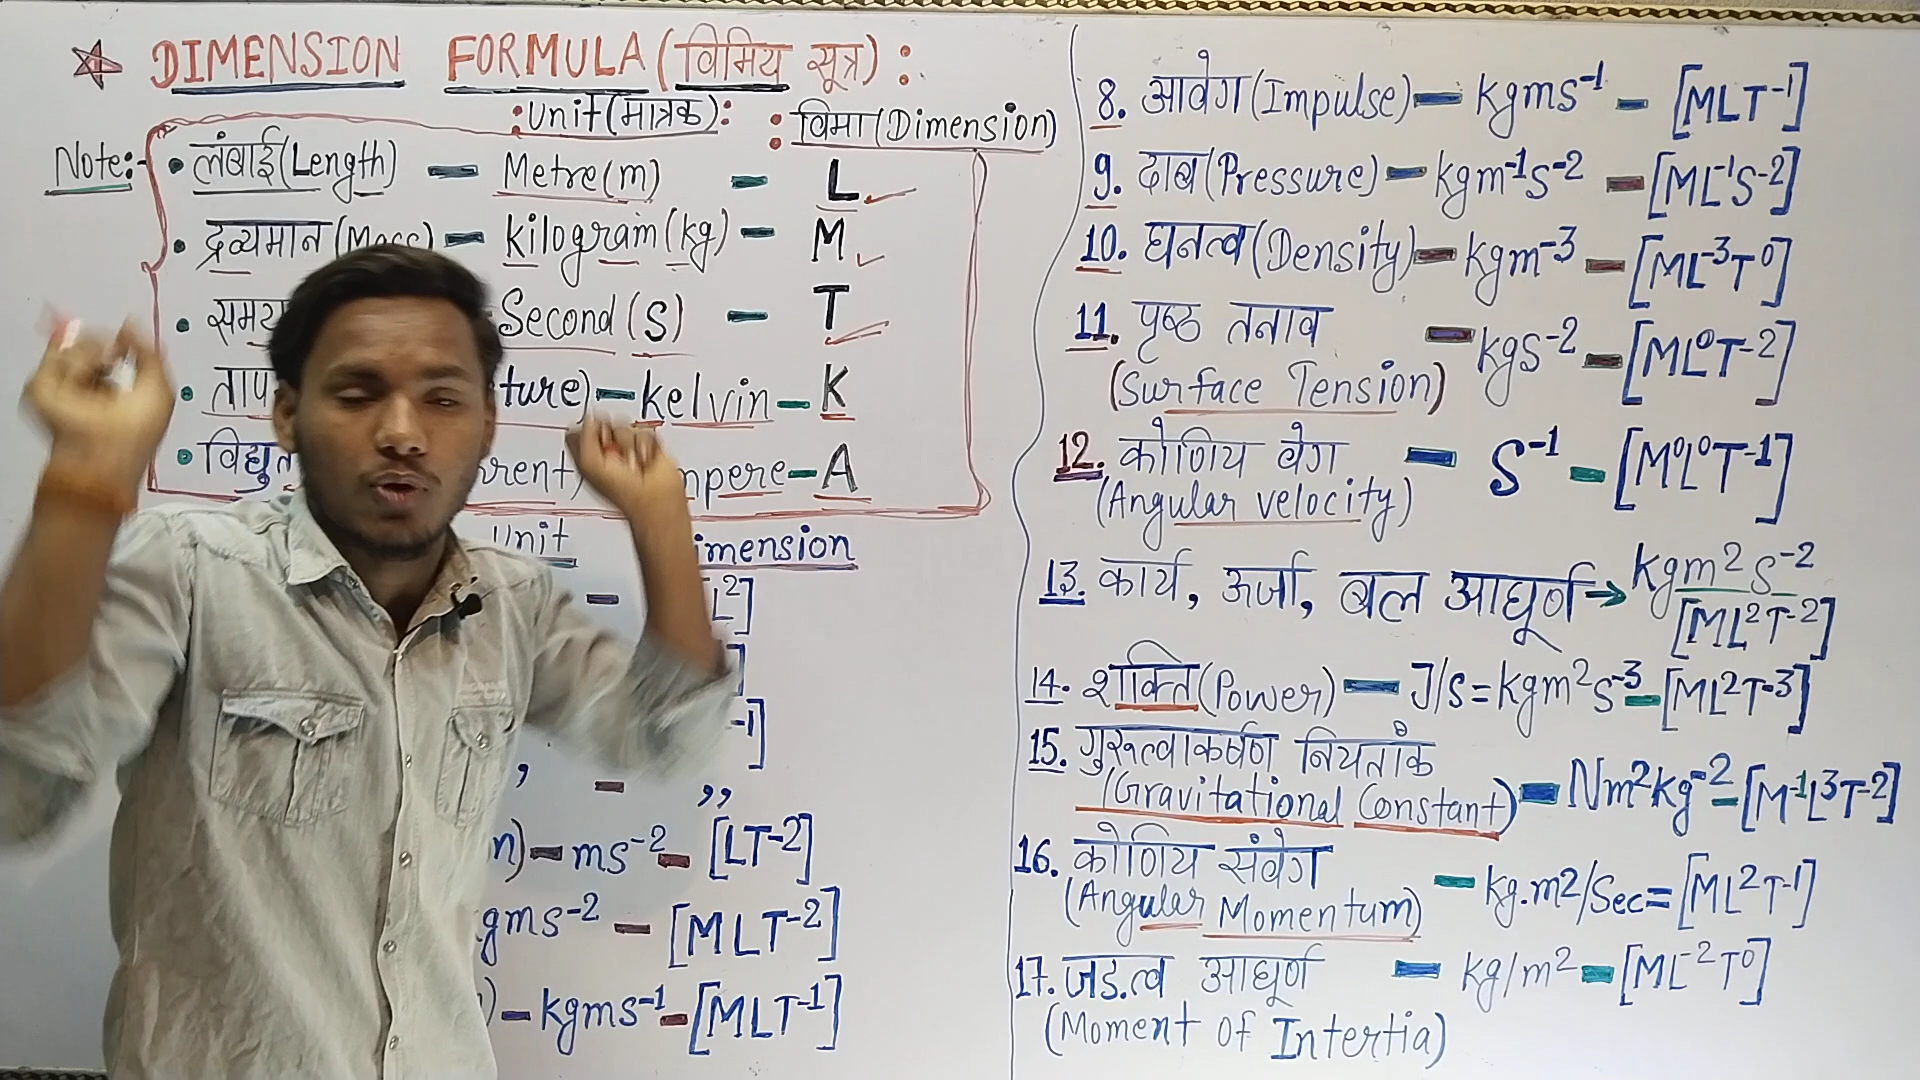 DIMENSION FORMULA (विमिय सूत्र) :
:unit(मात्रक): : विमा (Dimension)
Note:- • लंबाई(Length) — Metre(m) — L
• द्रव्यमान (Mass) — kilogram (kg) — M
• समय Second (S) — T
• ताप ture) — kelvin — K
• विद्युत rrent) mpere — A
Unit imension
— L²]
]
-1]
, — ,,
n) — ms⁻² — [LT⁻²]
gms⁻² — [MLT⁻²]
) — kgms⁻¹ — [MLT⁻¹]
8. आवेग (Impulse) — kgms⁻¹ — [MLT⁻¹]
9. दाब (Pressure) — kgm⁻¹s⁻² — [ML⁻¹S⁻²]
10. घनत्व (Density) — kgm⁻³ — [ML⁻³T⁰]
11. पृष्ठ तनाव — kgs⁻² — [ML⁰T⁻²]
(Surface Tension)
12. कोणिय वेग — S⁻¹ — [M⁰L⁰T⁻¹]
(Angular velocity)
13. कार्य, ऊर्जा, बल आघूर्ण → kgm²s⁻²
[ML²T⁻²]
14. शक्ति (Power) — J/s = kgm²s⁻³ — [ML²T⁻³]
15. गुरूत्वाकर्षण नियतांक
(Gravitational Constant) — Nm²kg⁻² — [M⁻¹L³T⁻²]
16. कोणिय संवेग — kg.m2/Sec = [ML²T⁻¹]
(Angular Momentum)
17. जड़.त्व आघूर्ण — kg/m² — [ML⁻²T⁰]
(Moment of Intertia)